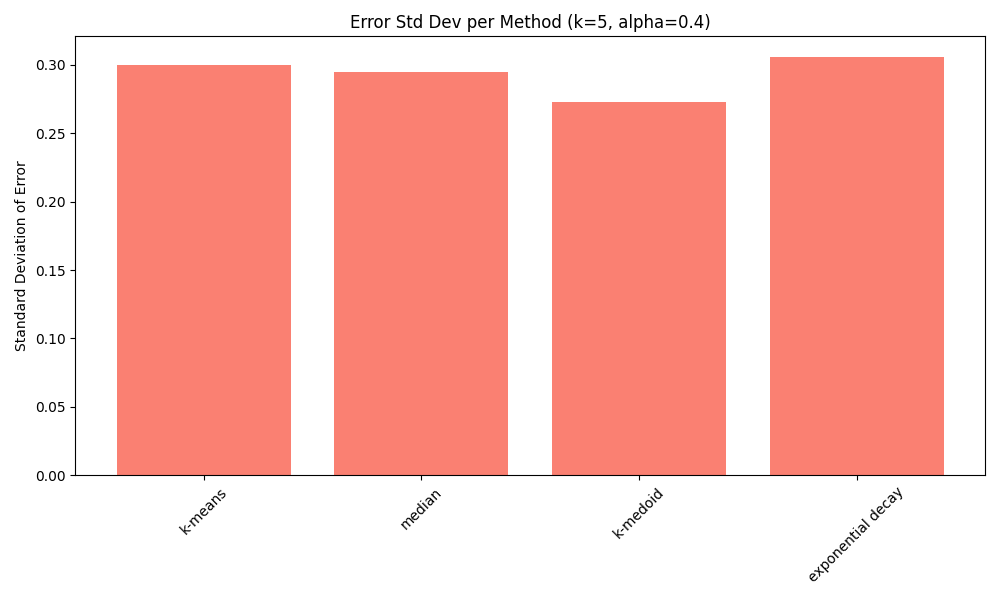 Error Std Dev per Method (k=5, alpha=0.4)
Standard Deviation of Error
0.30
0.25
0.20
0.15
0.10
0.05
0.00
k-means
median
k-medoid
exponential decay